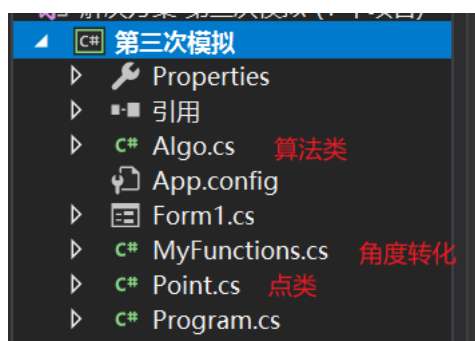 第三次模拟
Properties
引用
C# Algo.cs 算法类
App.config
Form1.cs
C# MyFunctions.cs 角度转化
C# Point.cs 点类
C# Program.cs